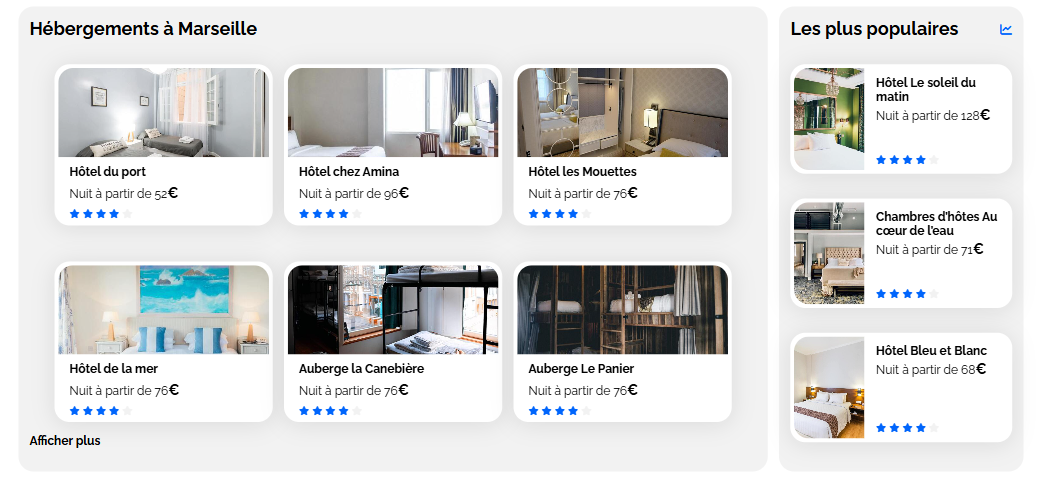 Hébergements à Marseille
Hôtel du port
Nuit à partir de 52€
Hôtel chez Amina
Nuit à partir de 96€
Hôtel les Mouettes
Nuit à partir de 76€
Hôtel de la mer
Nuit à partir de 76€
Auberge la Canebière
Nuit à partir de 76€
Auberge Le Panier
Nuit à partir de 76€
Afficher plus
Les plus populaires
Hôtel Le soleil du
matin
Nuit à partir de 128€
Chambres d'hôtes Au
cœur de l'eau
Nuit à partir de 71€
Hôtel Bleu et Blanc
Nuit à partir de 68€